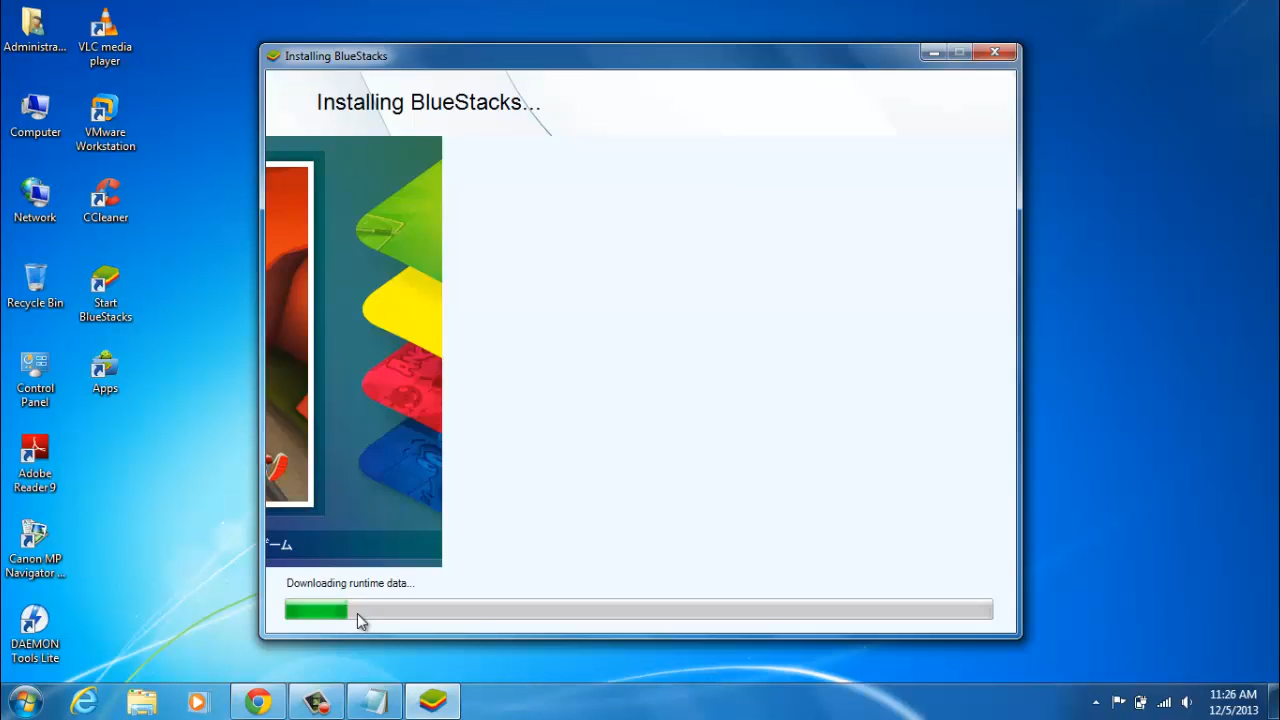 Administra...
VLC media
player
Computer
VMware
Workstation
Network
CCleaner
Recycle Bin
Start
BlueStacks
Control
Panel
Apps
Adobe
Reader 9
Canon MP
Navigator ...
DAEMON
Tools Lite
Installing BlueStacks
Installing BlueStacks...
ゲーム
Downloading runtime data...
11:26 AM
12/5/2013